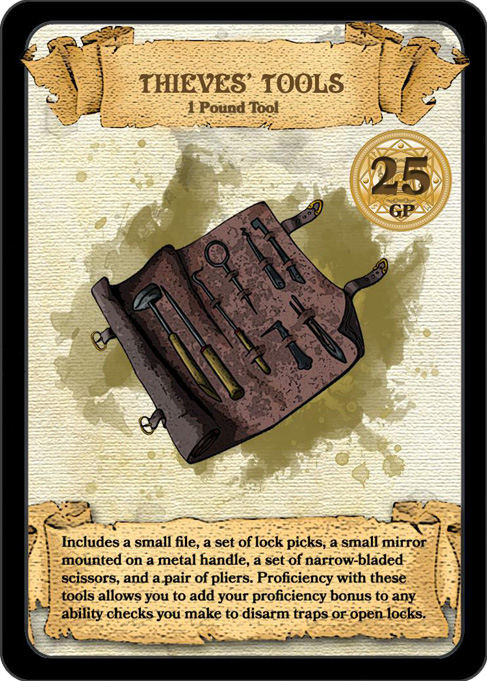 THIEVES' TOOLS
1 Pound Tool
25
GP
Includes a small file, a set of lock picks, a small mirror
mounted on a metal handle, a set of narrow-bladed
scissors, and a pair of pliers. Proficiency with these
tools allows you to add your proficiency bonus to any
ability checks you make to disarm traps or open locks.